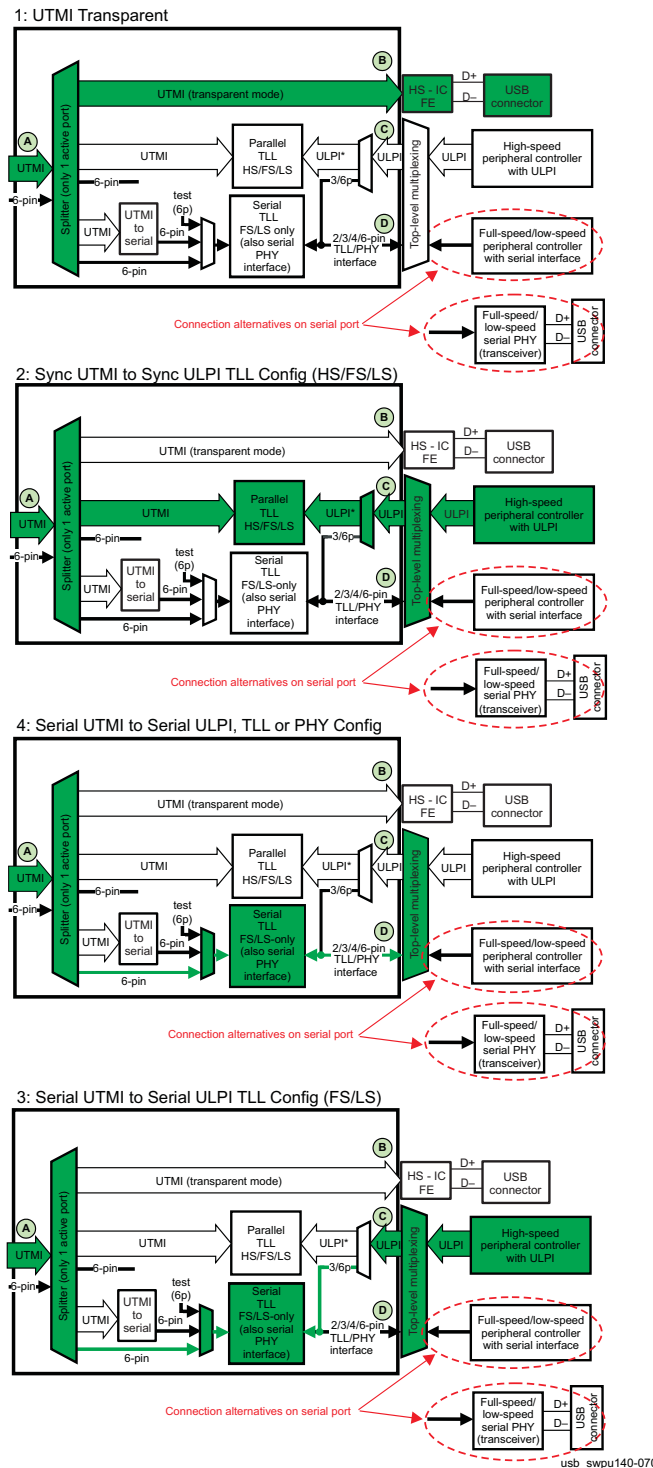 1: UTMI Transparent
B
D+
UTMI (transparent mode)
HS - IC
FE
D–
USB
connector
A
C
UTMI
Splitter (only 1 active port)
UTMI
Parallel
TLL
HS/FS/LS
ULPI*
ULPI
Top-level multiplexing
ULPI
High-speed
peripheral controller
with ULPI
6-pin
6-pin
3/6p
test
(6p)
UTMI
UTMI
to
serial
6-pin
Serial
TLL
FS/LS only
(also serial
PHY
interface)
D
2/3/4/6-pin
TLL/PHY
interface
Full-speed/low-speed
peripheral controller
with serial interface
6-pin
Connection alternatives on serial port
Full-speed/
low-speed
serial PHY
(transceiver)
D+
D–
USB
connector
2: Sync UTMI to Sync ULPI TLL Config (HS/FS/LS)
B
D+
UTMI (transparent mode)
HS - IC
FE
D–
USB
connector
A
C
UTMI
Splitter (only 1 active port)
UTMI
Parallel
TLL
HS/FS/LS
ULPI*
ULPI
Top-level multiplexing
ULPI
High-speed
peripheral controller
with ULPI
6-pin
6-pin
3/6p
test
(6p)
UTMI
UTMI
to
serial
6-pin
Serial
TLL
FS/LS-only
(also serial
PHY
interface)
D
2/3/4/6-pin
TLL/PHY
interface
Full-speed/low-speed
peripheral controller
with serial interface
6-pin
Connection alternatives on serial port
Full-speed/
low-speed
serial PHY
(transceiver)
D+
D–
USB
connector
4: Serial UTMI to Serial ULPI, TLL or PHY Config
B
D+
UTMI (transparent mode)
HS - IC
FE
D–
USB
connector
A
C
UTMI
Splitter (only 1 active port)
UTMI
Parallel
TLL
HS/FS/LS
ULPI*
ULPI
Top-level multiplexing
ULPI
High-speed
peripheral controller
with ULPI
6-pin
6-pin
3/6p
test
(6p)
UTMI
UTMI
to
serial
6-pin
Serial
TLL
FS/LS-only
(also serial
PHY
interface)
D
2/3/4/6-pin
TLL/PHY
interface
Full-speed/low-speed
peripheral controller
with serial interface
6-pin
Connection alternatives on serial port
Full-speed/
low-speed
serial PHY
(transceiver)
D+
D–
USB
connector
3: Serial UTMI to Serial ULPI TLL Config (FS/LS)
B
D+
UTMI (transparent mode)
HS - IC
FE
D–
USB
connector
A
C
UTMI
Splitter (only 1 active port)
UTMI
Parallel
TLL
HS/FS/LS
ULPI*
ULPI
Top-level multiplexing
ULPI
High-speed
peripheral controller
with ULPI
6-pin
6-pin
3/6p
test
(6p)
UTMI
UTMI
to
serial
6-pin
Serial
TLL
FS/LS-only
(also serial
PHY
interface)
D
2/3/4/6-pin
TLL/PHY
interface
Full-speed/low-speed
peripheral controller
with serial interface
6-pin
Connection alternatives on serial port
Full-speed/
low-speed
serial PHY
(transceiver)
D+
D–
USB
connector
usb_swpu140-070